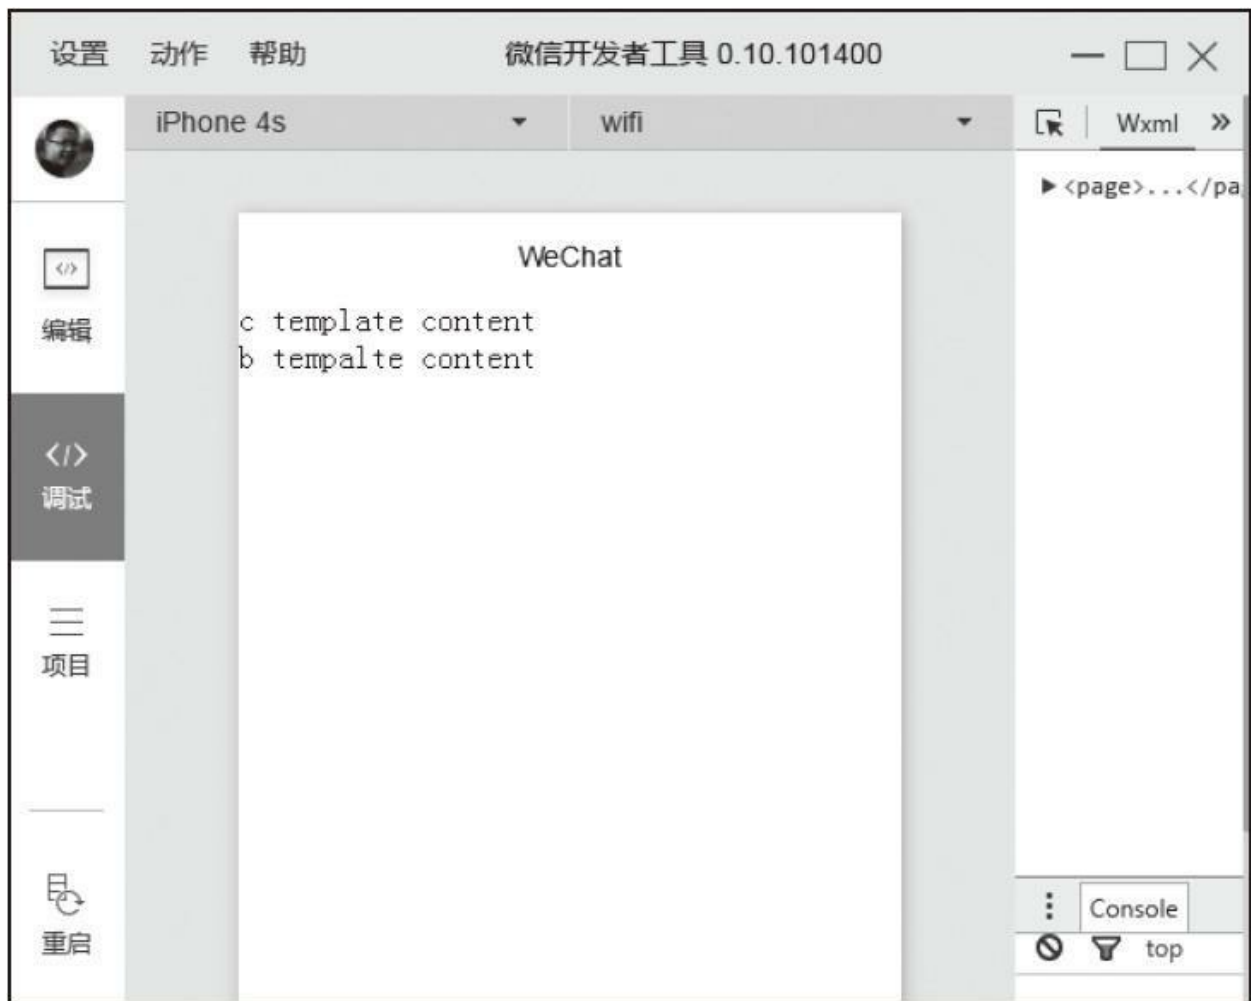 设置 动作 帮助 微信开发者工具 0.10.101400
iPhone 4s wifi
Wxml »
▶<page>...</pa
WeChat
</>
编辑
c template content
b tempalte content
</>
调试
项目
重启
Console
top